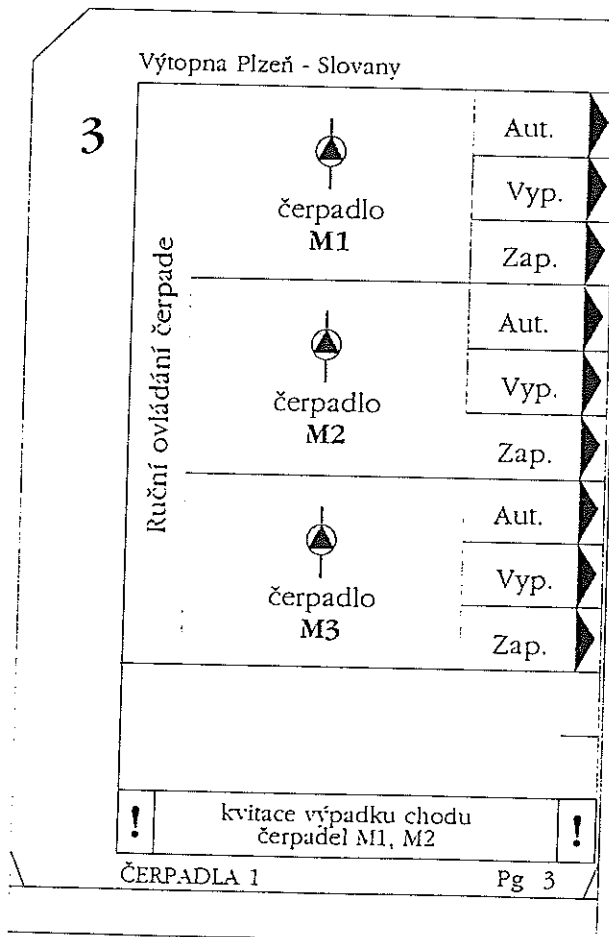 Výtopna Plzeň - Slovany
3
Ruční ovládání čerpade
čerpadlo
M1
Aut.
Vyp.
Zap.
čerpadlo
M2
Aut.
Vyp.
Zap.
čerpadlo
M3
Aut.
Vyp.
Zap.
! kvitace výpadku chodu !
čerpadel M1, M2
ČERPADLA 1 Pg 3